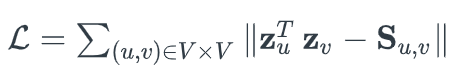 ℒ = ∑_{(u,v)∈V×V} ‖𝐳_u^T 𝐳_v − 𝐒_{u,v}‖